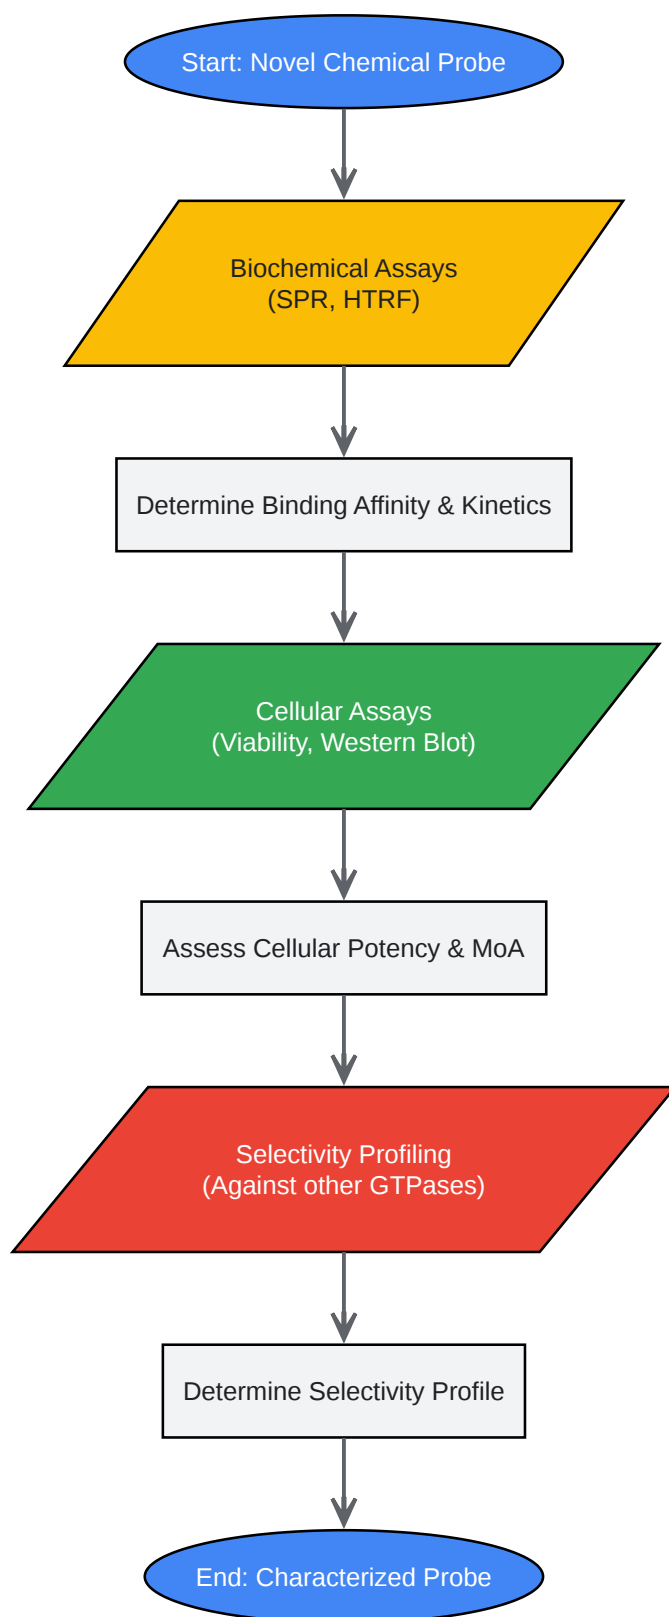 Start: Novel Chemical Probe
Biochemical Assays
(SPR, HTRF)
Determine Binding Affinity & Kinetics
Cellular Assays
(Viability, Western Blot)
Assess Cellular Potency & MoA
Selectivity Profiling
(Against other GTPases)
Determine Selectivity Profile
End: Characterized Probe